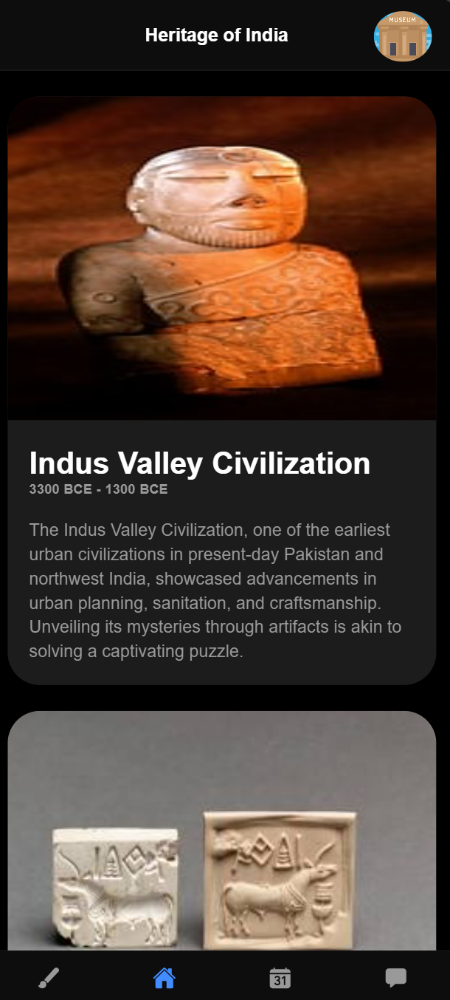 Heritage of India
MUSEUM
Indus Valley Civilization
3300 BCE - 1300 BCE
The Indus Valley Civilization, one of the earliest
urban civilizations in present-day Pakistan and
northwest India, showcased advancements in
urban planning, sanitation, and craftsmanship.
Unveiling its mysteries through artifacts is akin to
solving a captivating puzzle.
31